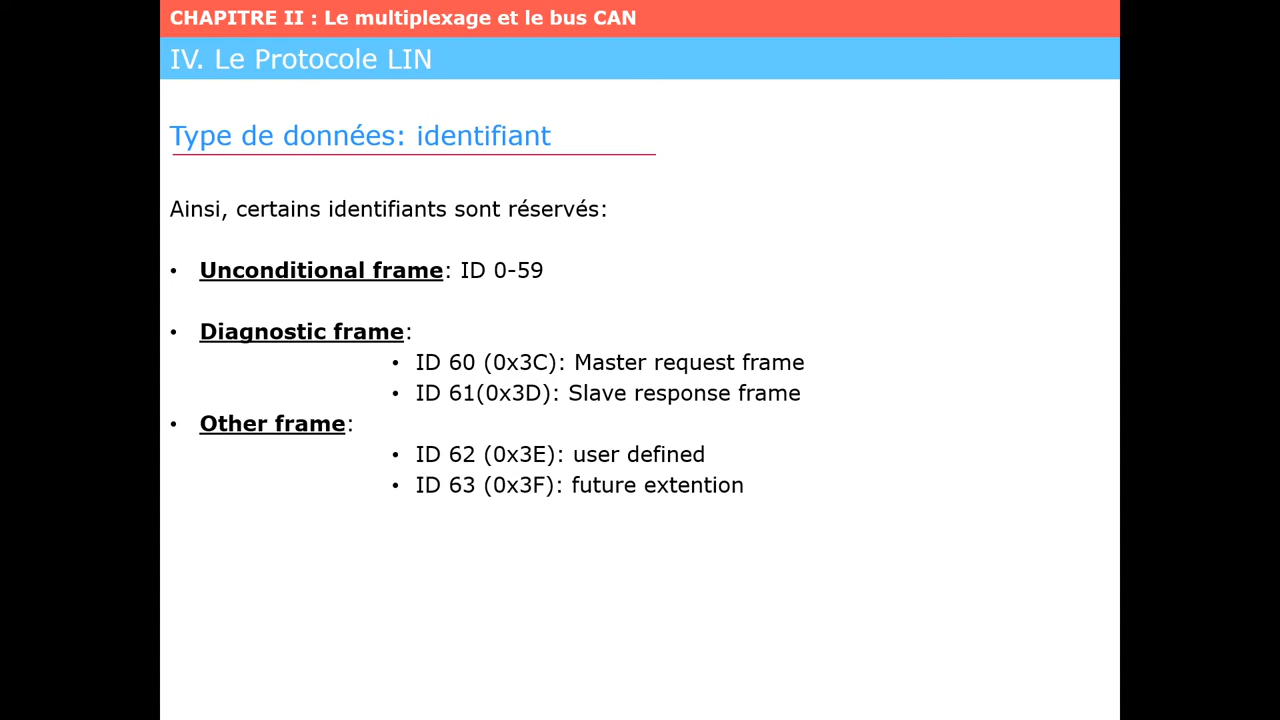 CHAPITRE II : Le multiplexage et le bus CAN
IV. Le Protocole LIN
Type de données: identifiant
Ainsi, certains identifiants sont réservés:
• Unconditional frame: ID 0-59
• Diagnostic frame:
• ID 60 (0x3C): Master request frame
• ID 61(0x3D): Slave response frame
• Other frame:
• ID 62 (0x3E): user defined
• ID 63 (0x3F): future extention